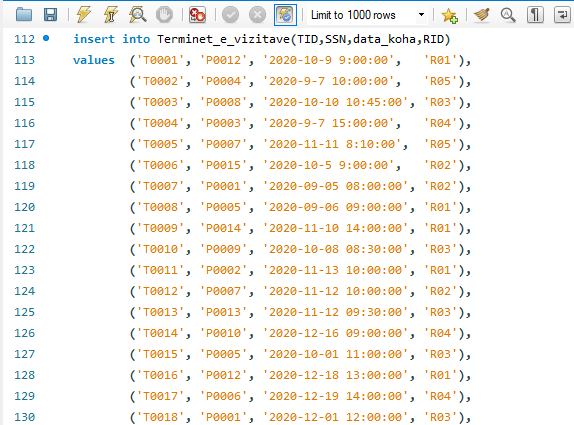 Limit to 1000 rows
112 insert into Terminet_e_vizitave(TID,SSN,data_koha,RID)
113 values ('T0001', 'P0012', '2020-10-9 9:00:00', 'R01'),
114 ('T0002', 'P0004', '2020-9-7 10:00:00', 'R05'),
115 ('T0003', 'P0008', '2020-10-10 10:45:00', 'R03'),
116 ('T0004', 'P0003', '2020-9-7 15:00:00', 'R04'),
117 ('T0005', 'P0007', '2020-11-11 8:10:00', 'R05'),
118 ('T0006', 'P0015', '2020-10-5 9:00:00', 'R02'),
119 ('T0007', 'P0001', '2020-09-05 08:00:00', 'R02'),
120 ('T0008', 'P0005', '2020-09-06 09:00:00', 'R01'),
121 ('T0009', 'P0014', '2020-11-10 14:00:00', 'R01'),
122 ('T0010', 'P0009', '2020-10-08 08:30:00', 'R03'),
123 ('T0011', 'P0002', '2020-11-13 10:00:00', 'R01'),
124 ('T0012', 'P0007', '2020-11-12 10:00:00', 'R02'),
125 ('T0013', 'P0013', '2020-11-12 09:30:00', 'R03'),
126 ('T0014', 'P0010', '2020-12-16 09:00:00', 'R04'),
127 ('T0015', 'P0005', '2020-10-01 11:00:00', 'R03'),
128 ('T0016', 'P0012', '2020-12-18 13:00:00', 'R01'),
129 ('T0017', 'P0006', '2020-12-19 14:00:00', 'R04'),
130 ('T0018', 'P0001', '2020-12-01 12:00:00', 'R03'),